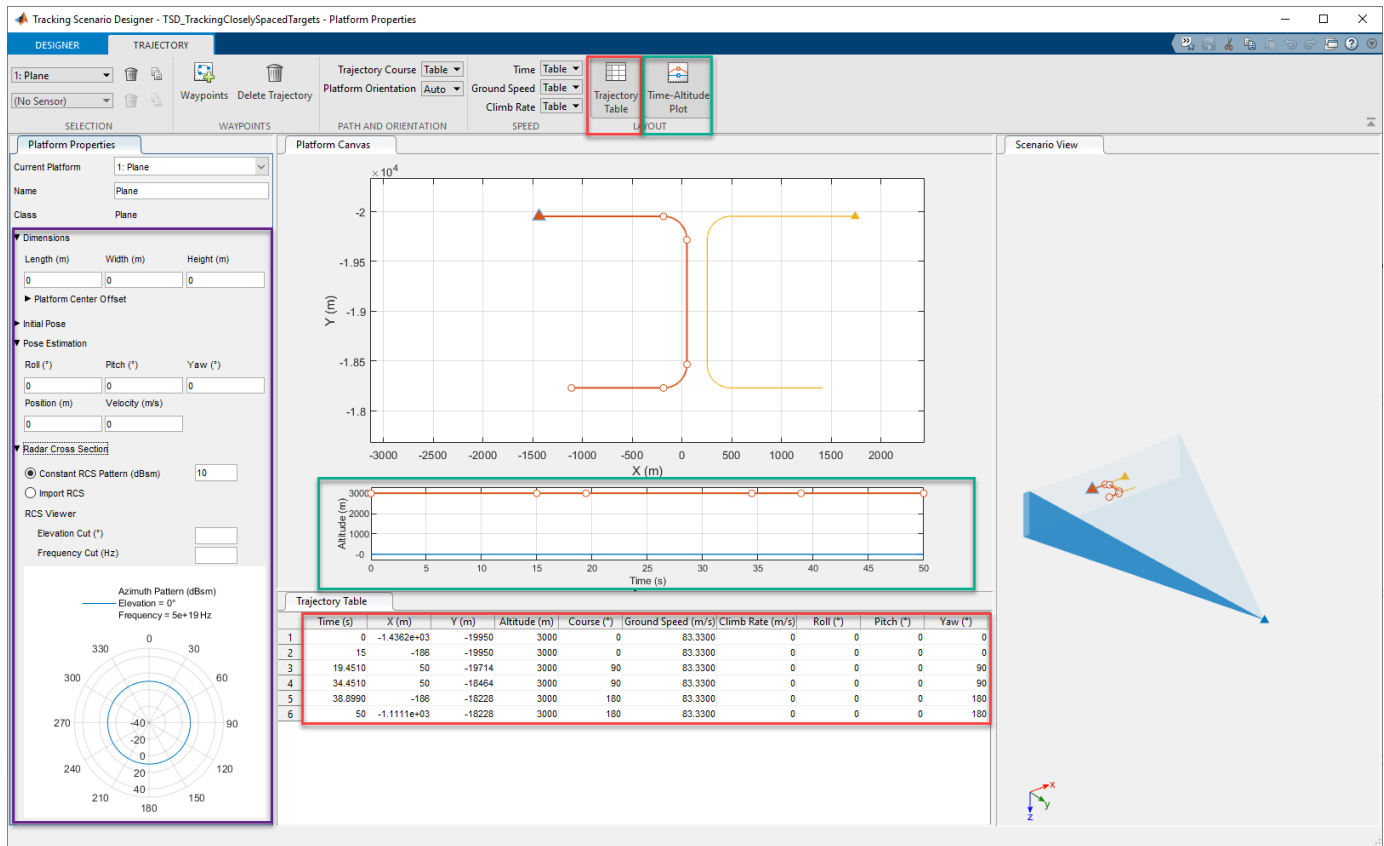 Tracking Scenario Designer - TSD_TrackingCloselySpacedTargets - Platform Properties
DESIGNER
TRAJECTORY
1: Plane
(No Sensor)
SELECTION
Waypoints
Delete Trajectory
WAYPOINTS
Trajectory Course Table
Platform Orientation Auto
PATH AND ORIENTATION
Time Table
Ground Speed Table
Climb Rate Table
SPEED
Trajectory
Table
Time-Altitude
Plot
LAYOUT
Platform Properties
Current Platform 1: Plane
Name Plane
Class Plane
Dimensions
Length (m) Width (m) Height (m)
0 0 0
Platform Center Offset
Initial Pose
Pose Estimation
Roll (°) Pitch (°) Yaw (°)
0 0 0
Position (m) Velocity (m/s)
0 0
Radar Cross Section
Constant RCS Pattern (dBsm) 10
Import RCS
RCS Viewer
Elevation Cut (°)
Frequency Cut (Hz)
Azimuth Pattern (dBsm)
Elevation = 0°
Frequency = 5e+19 Hz
0
330 30
300 60
270 -40 90
-20
0
240 20 120
40
210 150
180
Platform Canvas
×10⁴
-2
-1.95
-1.9
-1.85
-1.8
Y (m)
-3000 -2500 -2000 -1500 -1000 -500 0 500 1000 1500 2000
X (m)
3000
2000
1000
-0
Altitude (m)
0 5 10 15 20 25 30 35 40 45 50
Time (s)
Trajectory Table
Time (s) X (m) Y (m) Altitude (m) Course (°) Ground Speed (m/s) Climb Rate (m/s) Roll (°) Pitch (°) Yaw (°)
1 0 -1.4362e+03 -19950 3000 0 83.3300 0 0 0 0
2 15 -186 -19950 3000 0 83.3300 0 0 0 0
3 19.4510 50 -19714 3000 90 83.3300 0 0 0 90
4 34.4510 50 -18464 3000 90 83.3300 0 0 0 90
5 38.8990 -186 -18228 3000 180 83.3300 0 0 0 180
6 50 -1.1111e+03 -18228 3000 180 83.3300 0 0 0 180
Scenario View
x
y
z